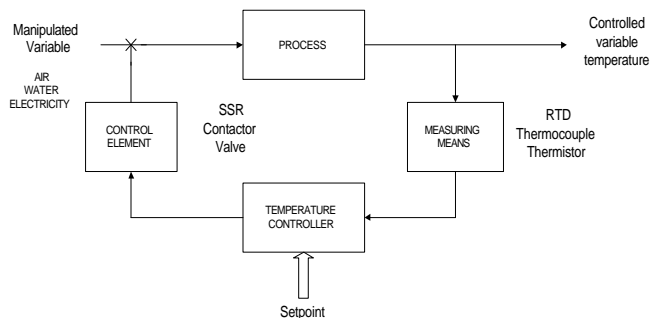 Manipulated
Variable
AIR
WATER
ELECTRICITY
PROCESS
Controlled
variable
temperature
CONTROL
ELEMENT
SSR
Contactor
Valve
MEASURING
MEANS
RTD
Thermocouple
Thermistor
TEMPERATURE
CONTROLLER
Setpoint